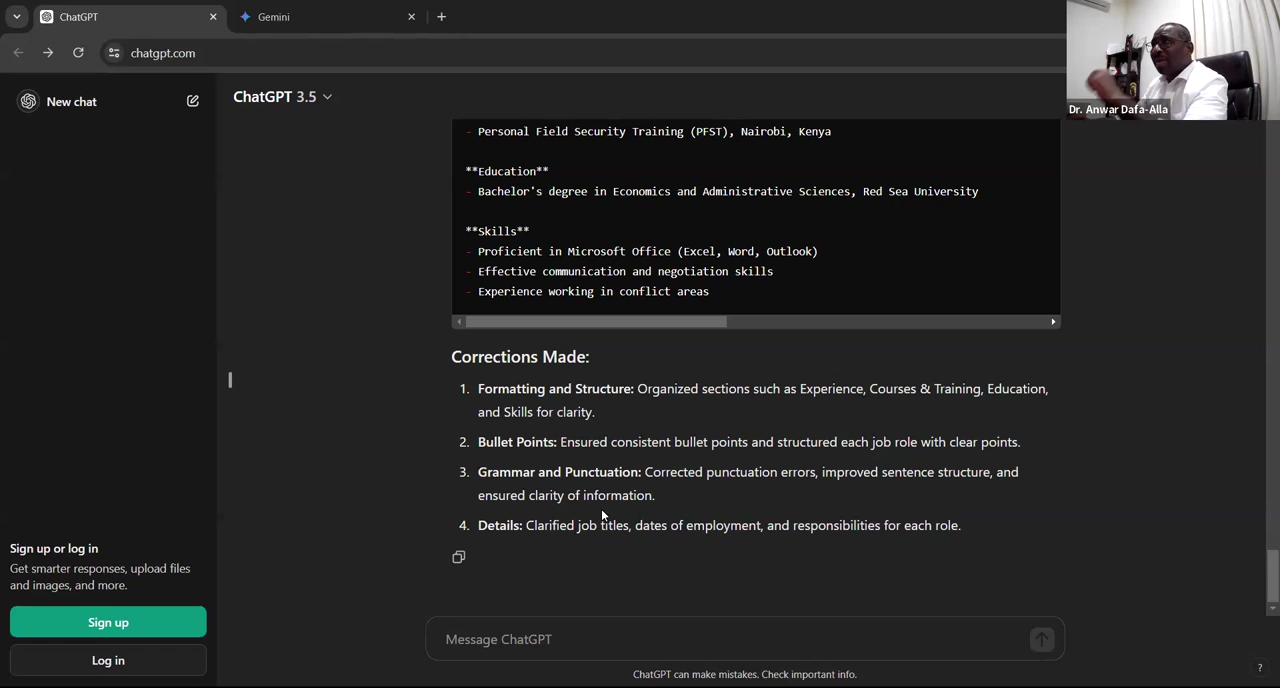 ChatGPT
Gemini
chatgpt.com
New chat
ChatGPT 3.5
Dr. Anwar Dafa-Alla
- Personal Field Security Training (PFST), Nairobi, Kenya
**Education**
- Bachelor's degree in Economics and Administrative Sciences, Red Sea University
**Skills**
- Proficient in Microsoft Office (Excel, Word, Outlook)
- Effective communication and negotiation skills
- Experience working in conflict areas
Corrections Made:
1. Formatting and Structure: Organized sections such as Experience, Courses & Training, Education,
and Skills for clarity.
2. Bullet Points: Ensured consistent bullet points and structured each job role with clear points.
3. Grammar and Punctuation: Corrected punctuation errors, improved sentence structure, and
ensured clarity of information.
4. Details: Clarified job titles, dates of employment, and responsibilities for each role.
Sign up or log in
Get smarter responses, upload files
and images, and more.
Sign up
Log in
Message ChatGPT
ChatGPT can make mistakes. Check important info.
?